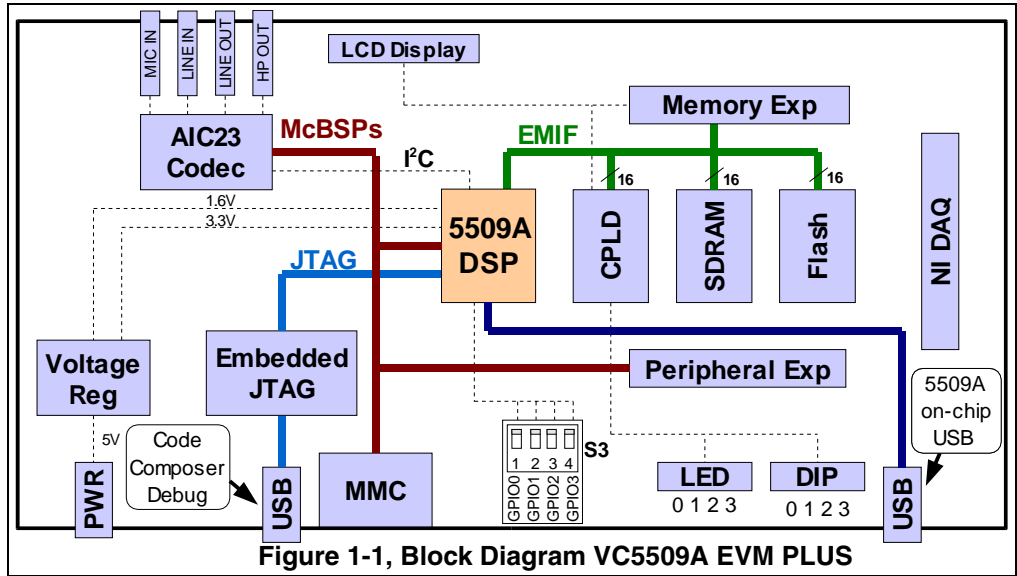 MIC IN
LINE IN
LINE OUT
HP OUT
LCD Display
Memory Exp
AIC23
Codec
McBSPs
I²C
EMIF
16
16
16
1.6V
3.3V
5509A
DSP
CPLD
SDRAM
Flash
NI DAQ
JTAG
Voltage
Reg
Embedded
JTAG
Peripheral Exp
5509A
on-chip
USB
5V
Code
Composer
Debug
S3
1 2 3 4
GPIO0
GPIO1
GPIO2
GPIO3
PWR
USB
MMC
LED
0 1 2 3
DIP
0 1 2 3
USB
Figure 1-1, Block Diagram VC5509A EVM PLUS